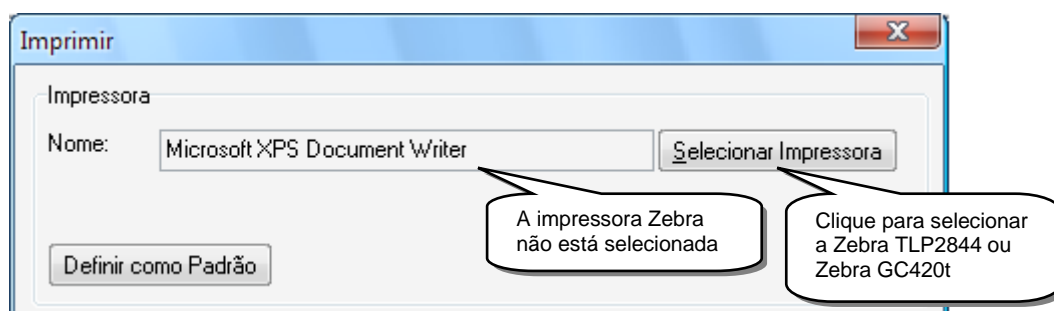 Imprimir
Impressora
Nome:
Microsoft XPS Document Writer
Selecionar Impressora
A impressora Zebra
não está selecionada
Clique para selecionar
a Zebra TLP2844 ou
Zebra GC420t
Definir como Padrão